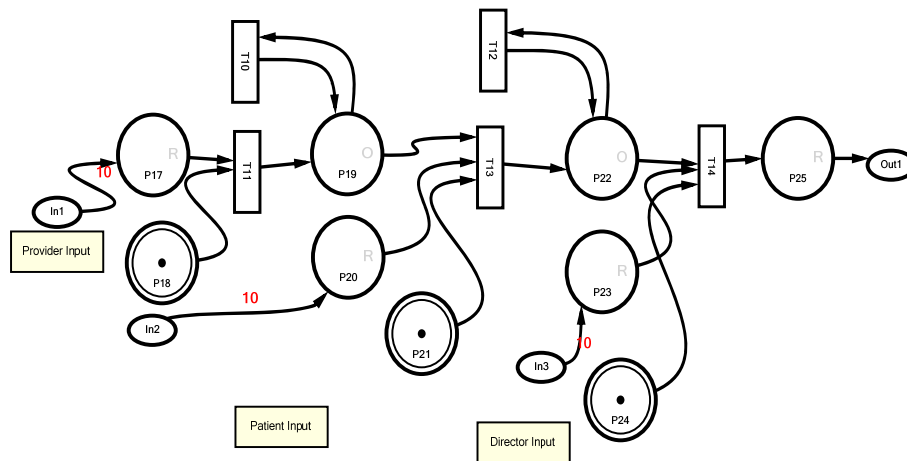 T10
T12
R
P17
10
T11
O
P19
T13
O
P22
T14
R
P25
Out1
In1
Provider Input
P18
R
P20
R
P23
10
In2
P21
10
In3
P24
Patient Input
Director Input